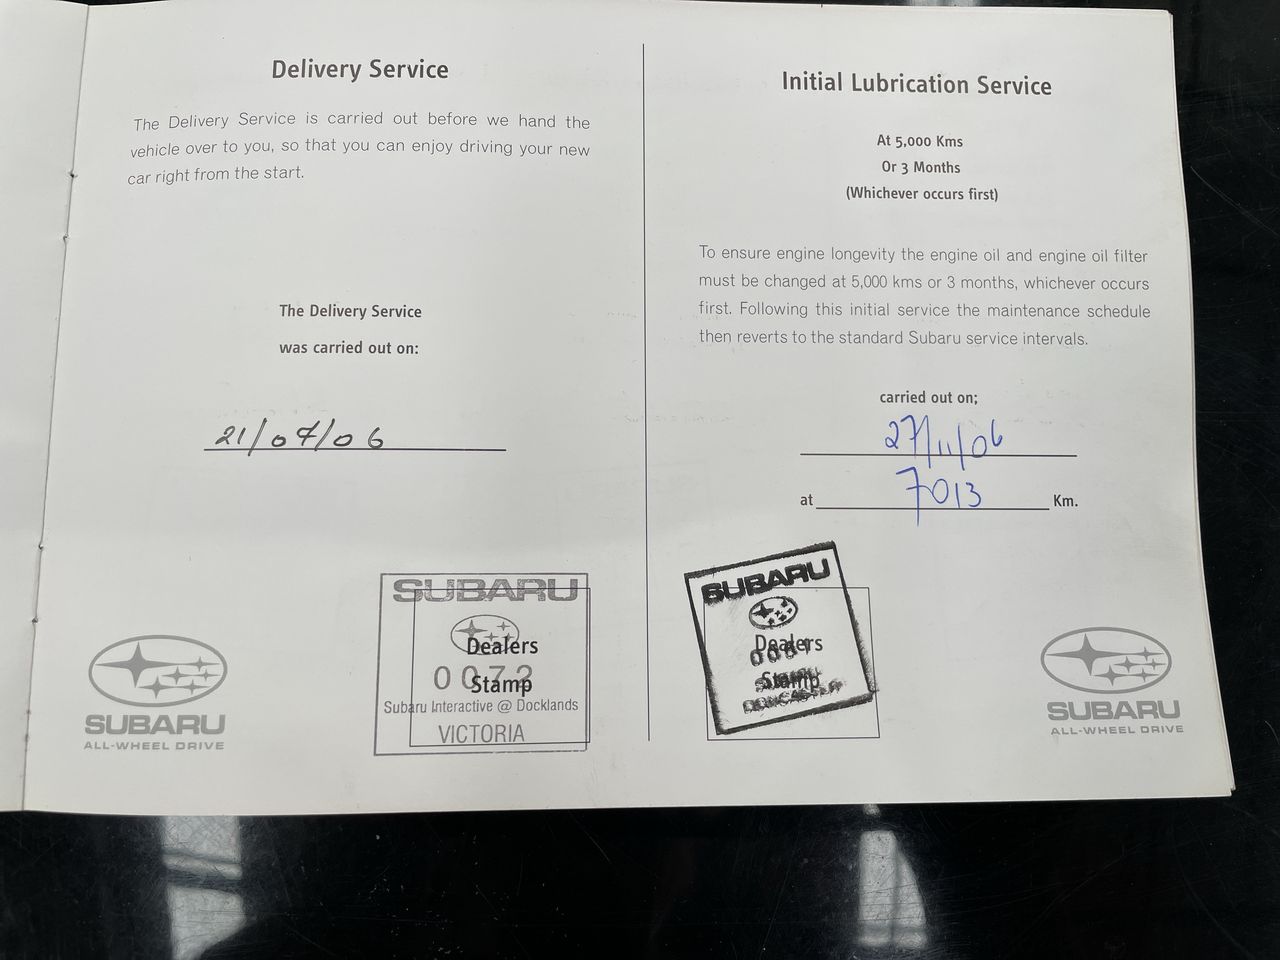 Delivery Service
The Delivery Service is carried out before we hand the
vehicle over to you, so that you can enjoy driving your new
car right from the start.
The Delivery Service
was carried out on:
21/07/06
SUBARU
Dealers
Stamp
Subaru Interactive @ Docklands
VICTORIA
SUBARU
ALL-WHEEL DRIVE
Initial Lubrication Service
At 5,000 Kms
Or 3 Months
(Whichever occurs first)
To ensure engine longevity the engine oil and engine oil filter
must be changed at 5,000 kms or 3 months, whichever occurs
first. Following this initial service the maintenance schedule
then reverts to the standard Subaru service intervals.
carried out on;
27/11/06
at 7013 Km.
SUBARU
Dealers
Stamp
DONCASTER
SUBARU
ALL-WHEEL DRIVE